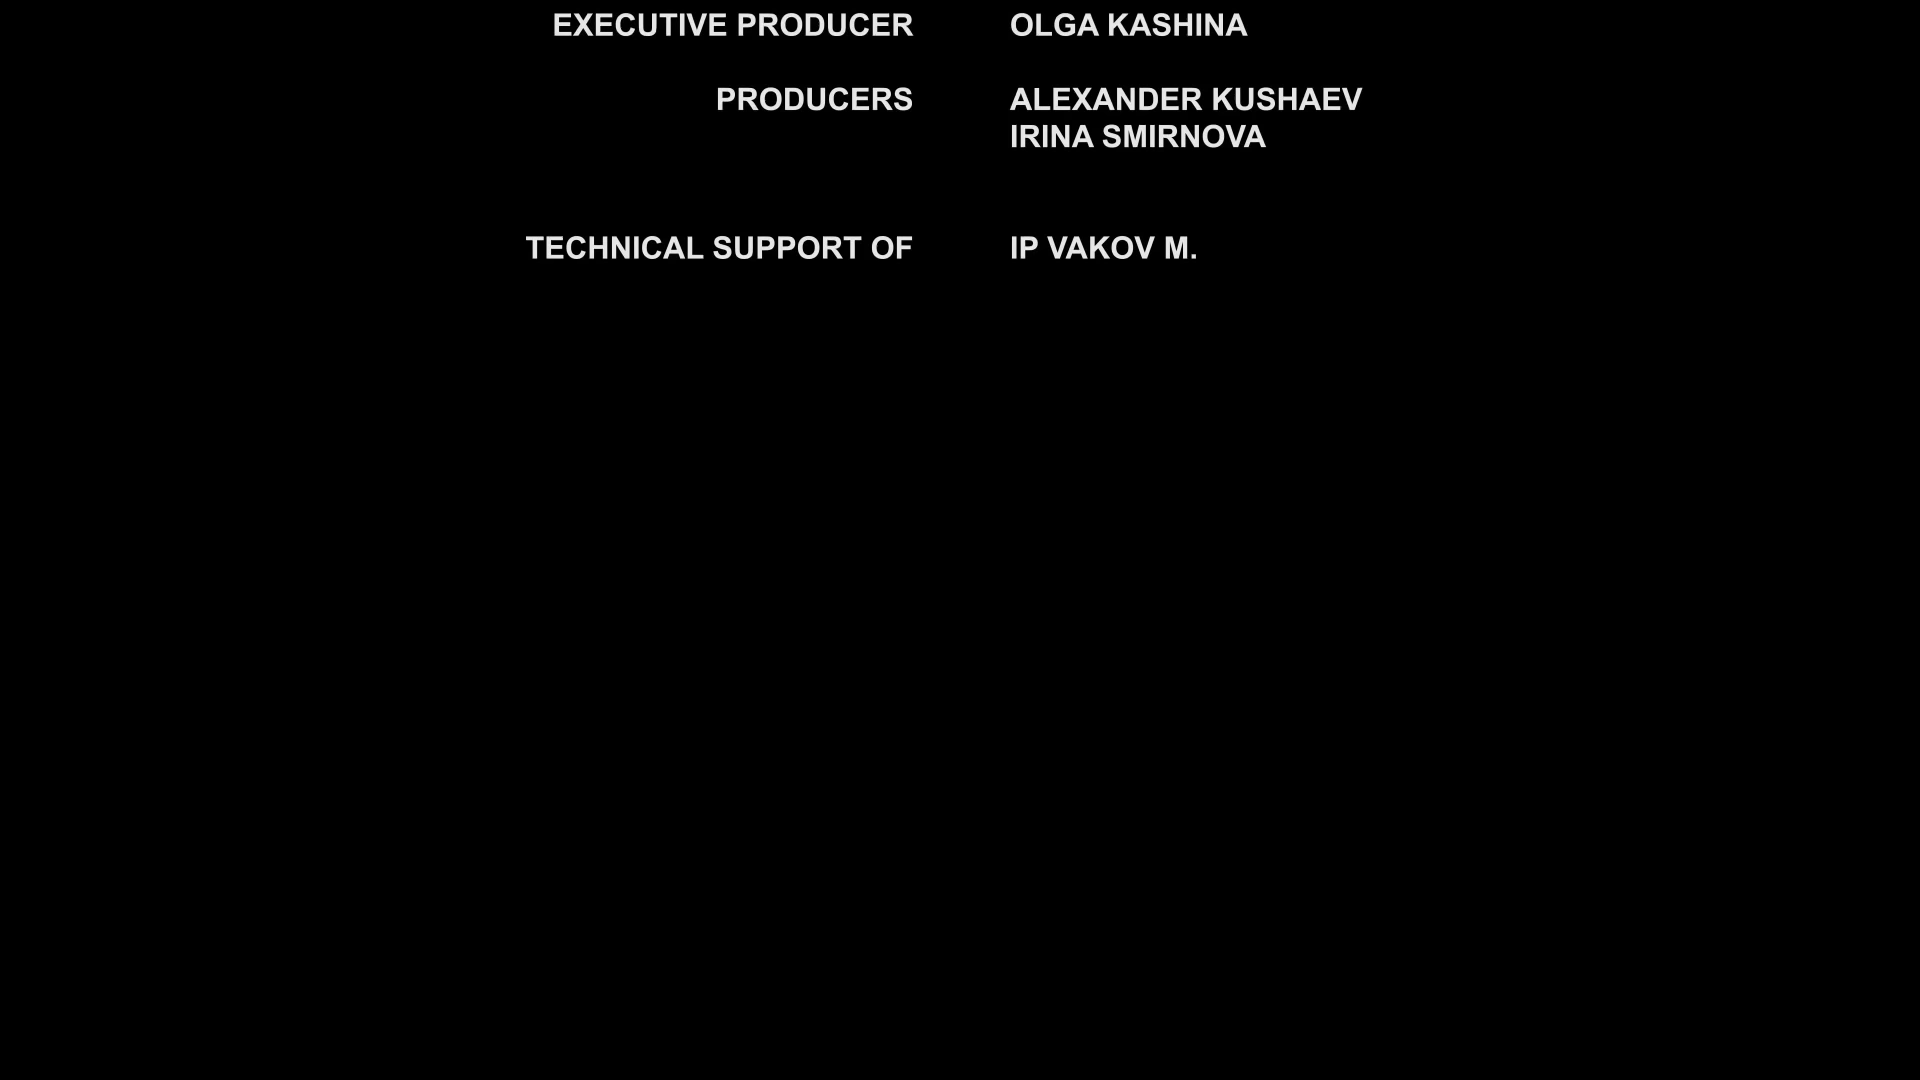 EXECUTIVE PRODUCER OLGA KASHINA
PRODUCERS ALEXANDER KUSHAEV
IRINA SMIRNOVA
TECHNICAL SUPPORT OF IP VAKOV M.